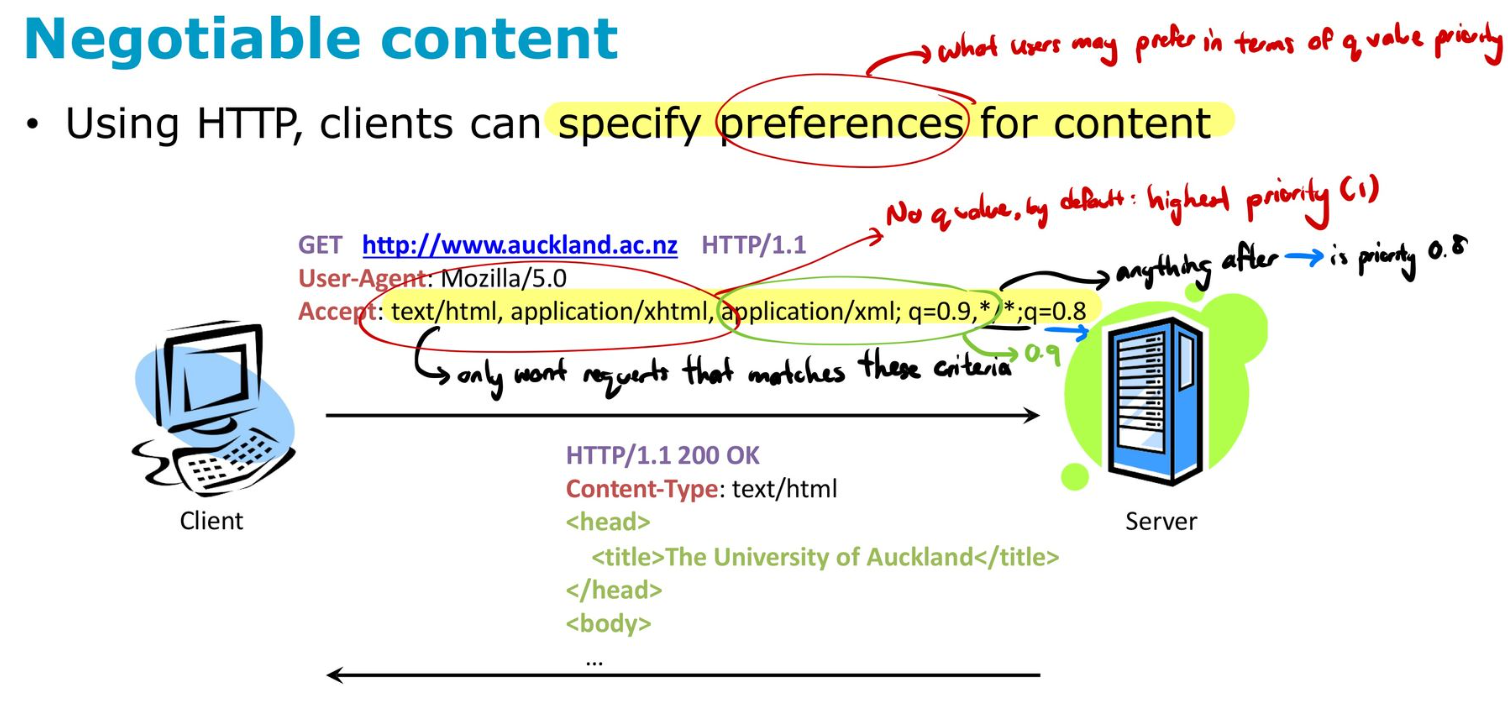 Negotiable content
what users may prefer in terms of q value priority
• Using HTTP, clients can specify preferences for content
No q value, by default: highest priority (1)
GET http://www.auckland.ac.nz HTTP/1.1
anything after → is priority 0.8
User-Agent: Mozilla/5.0
Accept: text/html, application/xhtml, application/xml; q=0.9,*/*;q=0.8
0.9
only want requests that matches these criteria
HTTP/1.1 200 OK
Content-Type: text/html
<head>
<title>The University of Auckland</title>
</head>
<body>
...
Client
Server